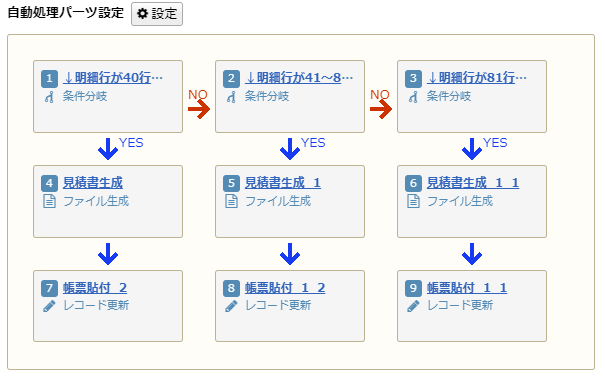 自動処理パーツ設定 設定
1 ↓明細行が40行…
条件分岐
NO
2 ↓明細行が41～8…
条件分岐
NO
3 ↓明細行が81行…
条件分岐
YES
YES
YES
4 見積書生成
ファイル生成
5 見積書生成_1
ファイル生成
6 見積書生成_1_1
ファイル生成
7 帳票貼付_2
レコード更新
8 帳票貼付_1_2
レコード更新
9 帳票貼付_1_1
レコード更新